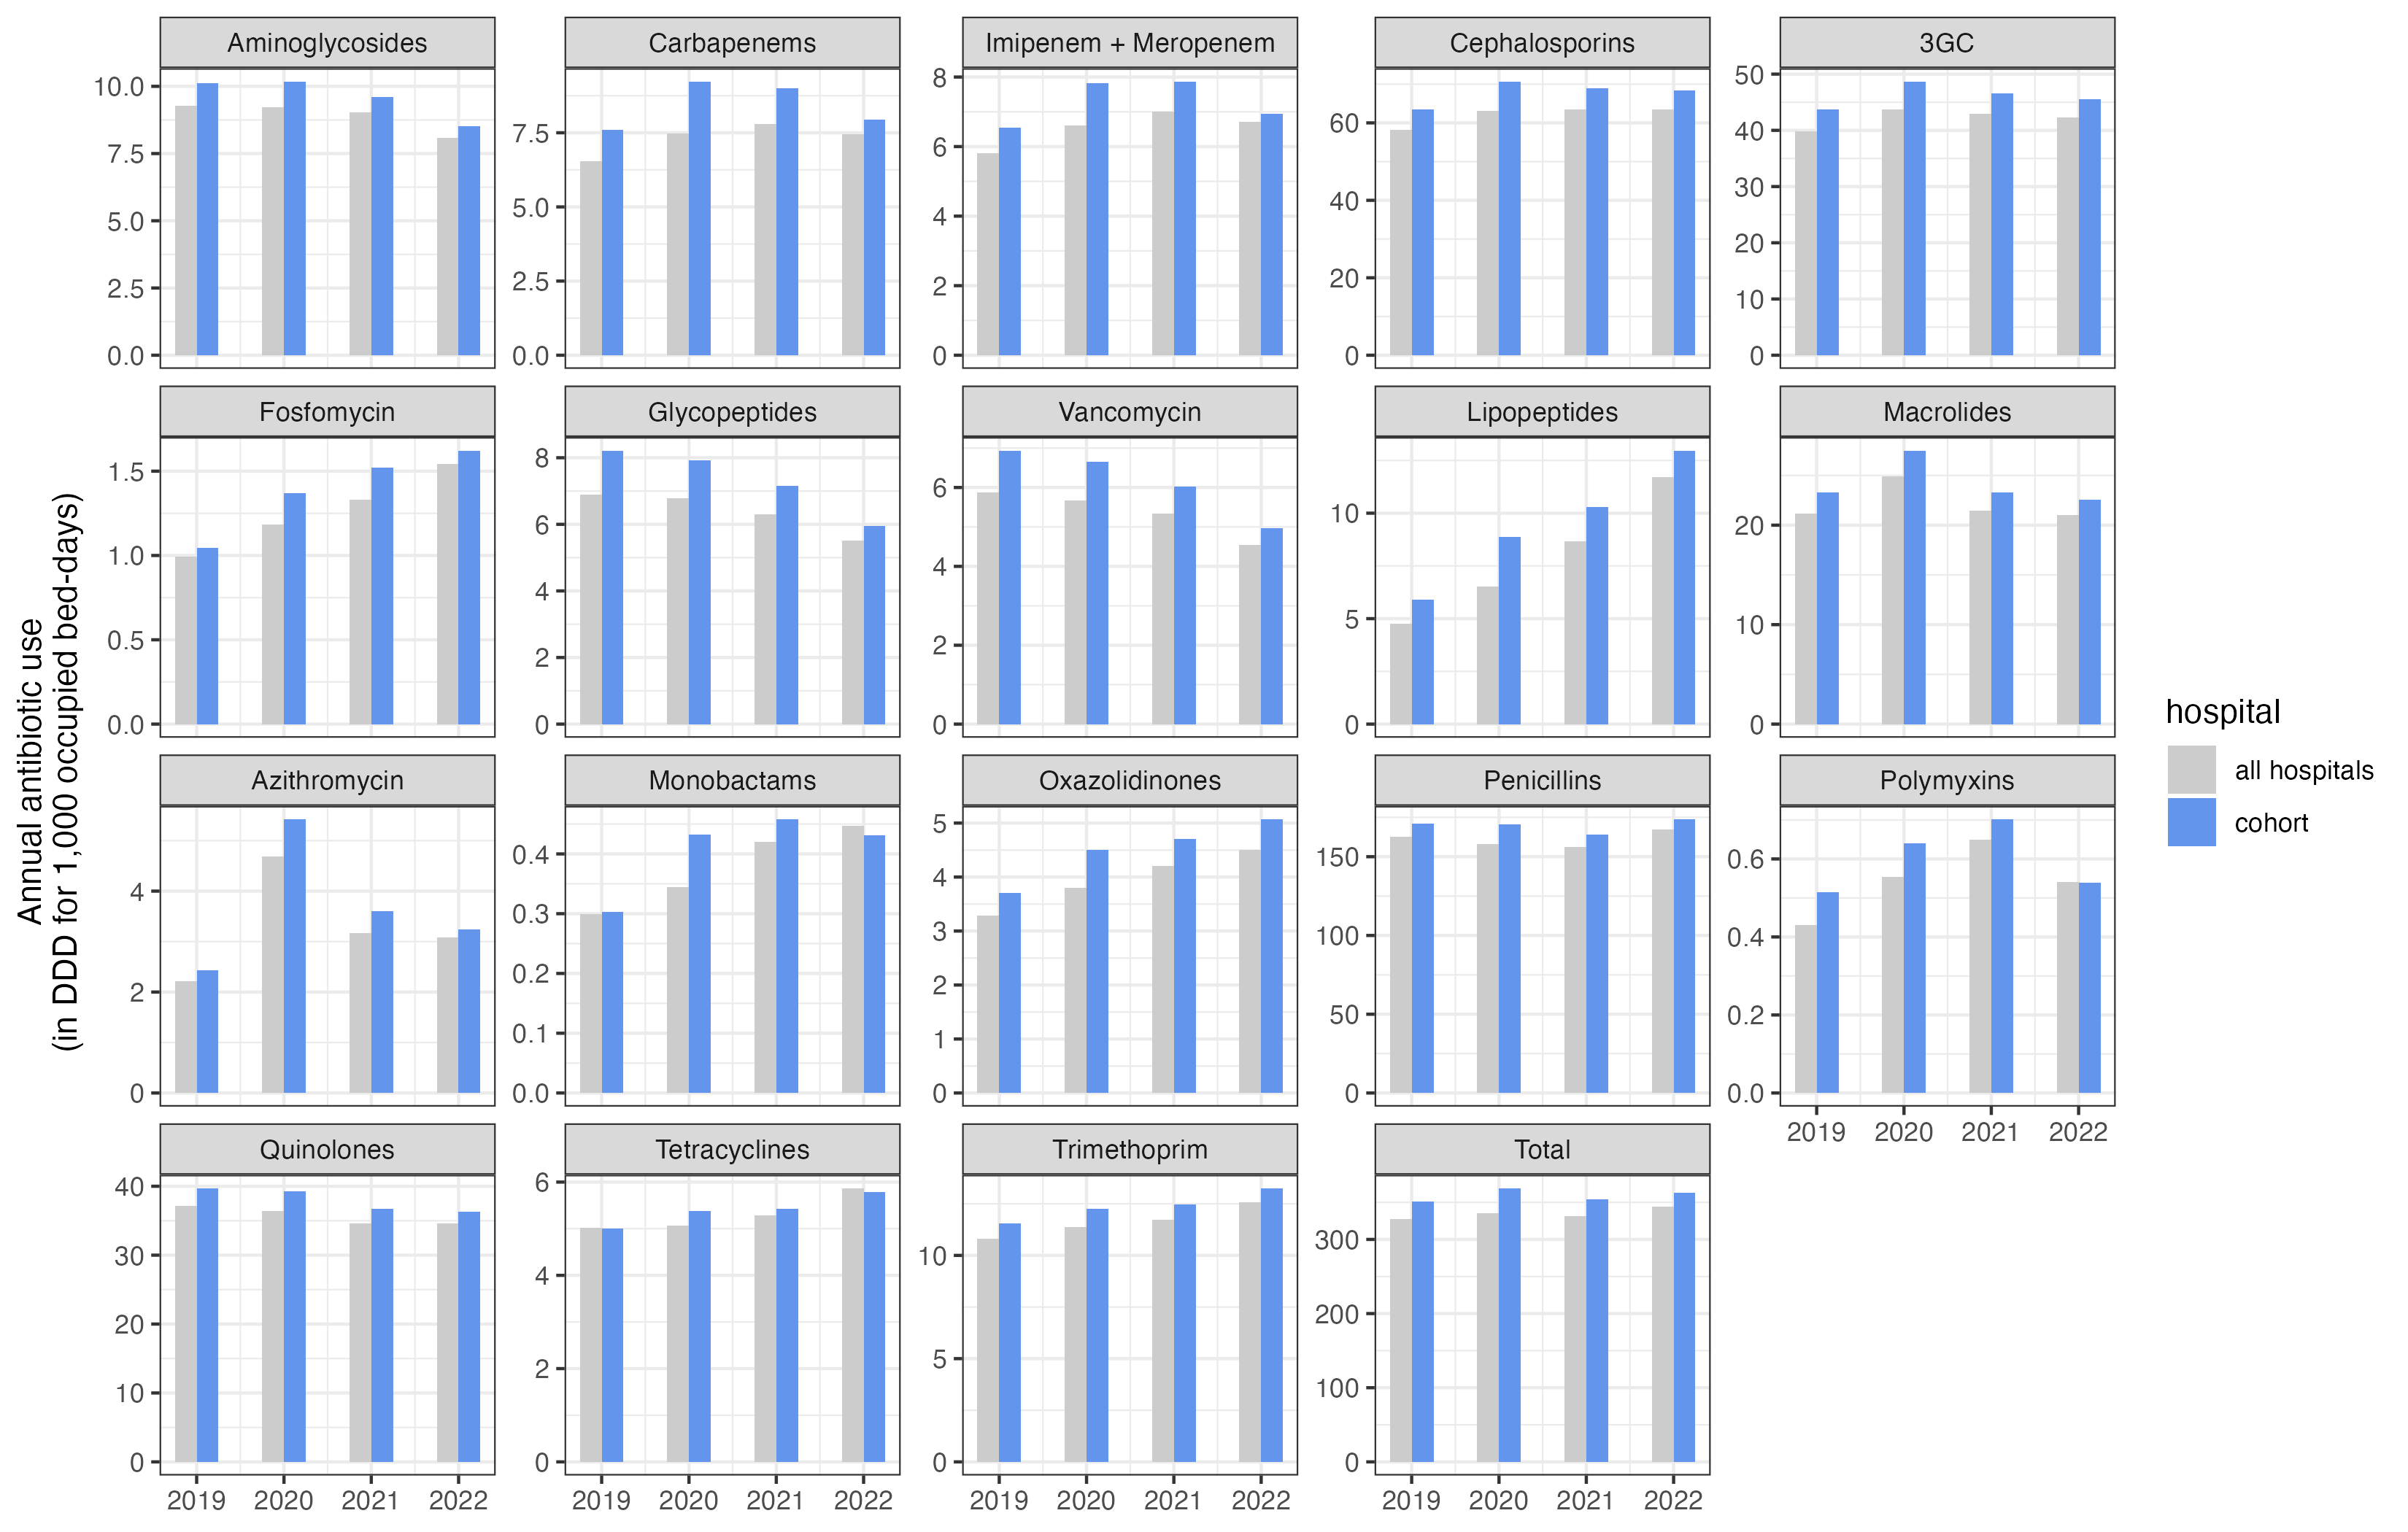 Aminoglycosides
Carbapenems
Imipenem + Meropenem
Cephalosporins
3GC
10.0
7.5
5.0
2.5
0.0
7.5
5.0
2.5
0.0
8
6
4
2
0
60
40
20
0
50
40
30
20
10
0
Fosfomycin
Glycopeptides
Vancomycin
Lipopeptides
Macrolides
1.5
1.0
0.5
0.0
8
6
4
2
0
6
4
2
0
10
5
0
20
10
0
Azithromycin
Monobactams
Oxazolidinones
Penicillins
Polymyxins
4
2
0
0.4
0.3
0.2
0.1
0.0
5
4
3
2
1
0
150
100
50
0
0.6
0.4
0.2
0.0
2019 2020 2021 2022
Quinolones
Tetracyclines
Trimethoprim
Total
40
30
20
10
0
6
4
2
0
10
5
0
300
200
100
0
2019 2020 2021 2022
2019 2020 2021 2022
2019 2020 2021 2022
2019 2020 2021 2022
Annual antibiotic use
(in DDD for 1,000 occupied bed-days)
hospital
all hospitals
cohort